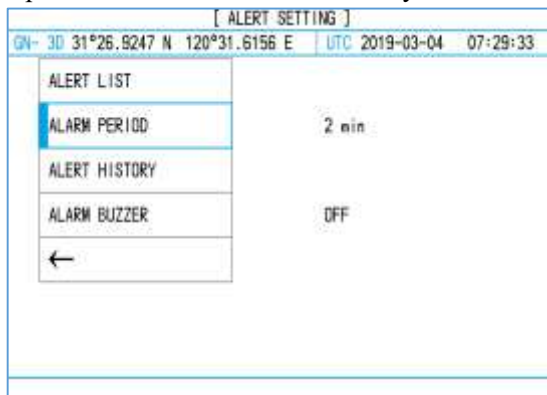 [ ALERT SETTING ]
GN- 3D 31°26.9247 N 120°31.6156 E UTC 2019-03-04 07:29:33
ALERT LIST
ALARM PERIOD 2 min
ALERT HISTORY
ALARM BUZZER OFF
←